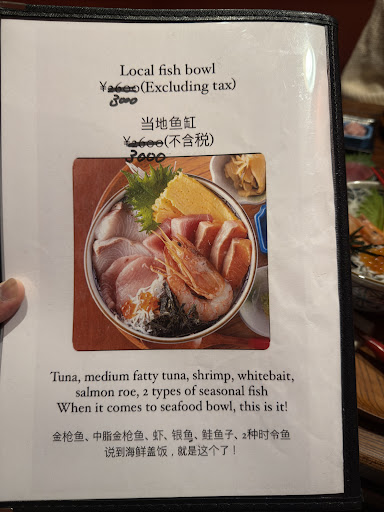 Local fish bowl
¥2600(Excluding tax)
3000
当地鱼缸
¥2600(不含税)
3000
Tuna, medium fatty tuna, shrimp, whitebait,
salmon roe, 2 types of seasonal fish
When it comes to seafood bowl, this is it!
金枪鱼、中脂金枪鱼、虾、银鱼、鲑鱼子、2种时令鱼
说到海鲜盖饭，就是这个了！